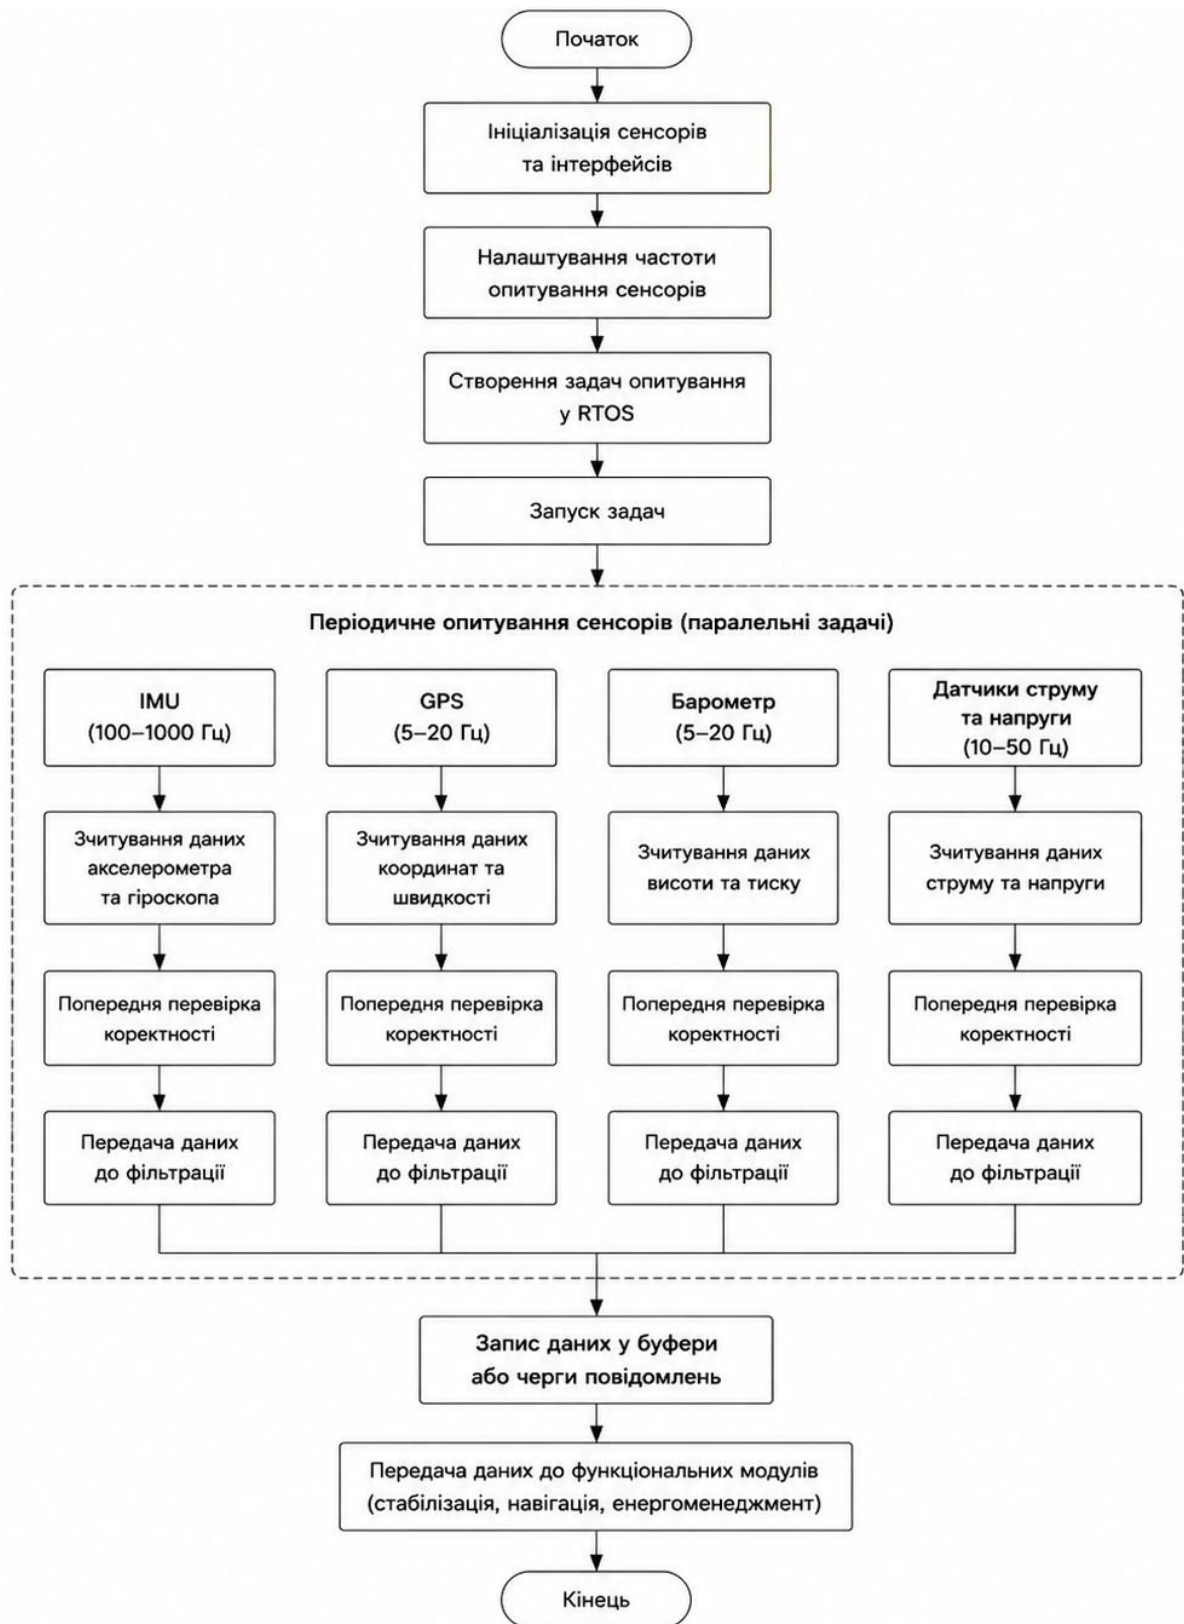 Початок
Ініціалізація сенсорів
та інтерфейсів
Налаштування частоти
опитування сенсорів
Створення задач опитування
у RTOS
Запуск задач
Періодичне опитування сенсорів (паралельні задачі)
IMU
(100–1000 Гц)
Зчитування даних
акселерометра
та гіроскопа
Попередня перевірка
коректності
Передача даних
до фільтрації
GPS
(5–20 Гц)
Зчитування даних
координат та
швидкості
Попередня перевірка
коректності
Передача даних
до фільтрації
Барометр
(5–20 Гц)
Зчитування даних
висоти та тиску
Попередня перевірка
коректності
Передача даних
до фільтрації
Датчики струму
та напруги
(10–50 Гц)
Зчитування даних
струму та напруги
Попередня перевірка
коректності
Передача даних
до фільтрації
Запис даних у буфери
або черги повідомлень
Передача даних до функціональних модулів
(стабілізація, навігація, енергоменеджмент)
Кінець